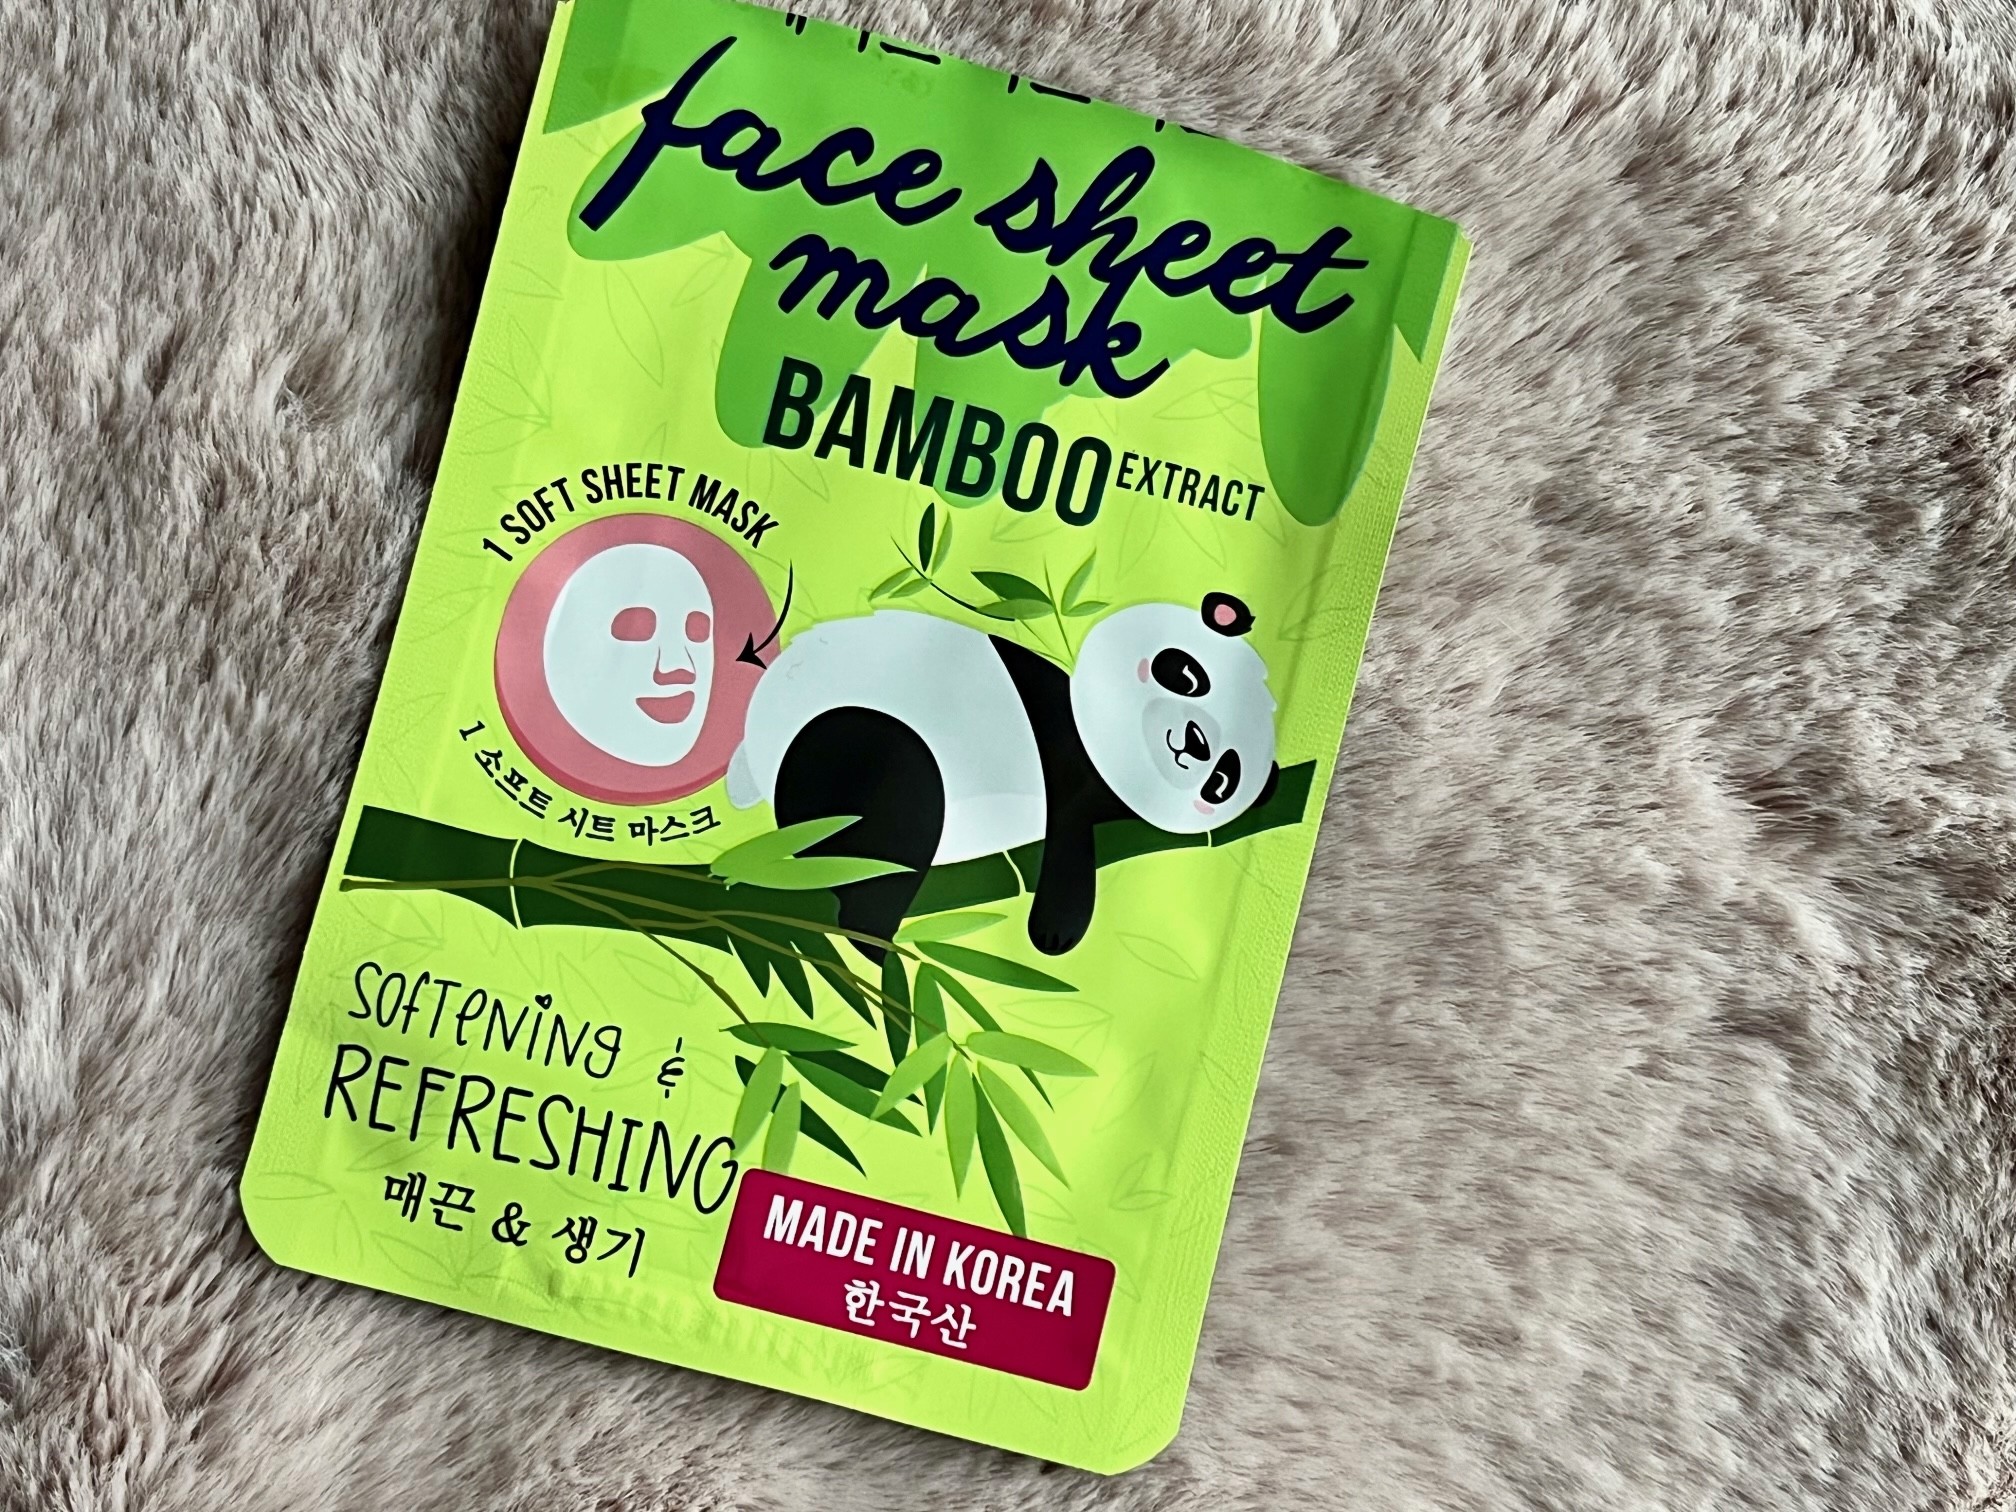 face sheet
mask
BAMBOO EXTRACT
1 SOFT SHEET MASK
1 소프트 시트 마스크
SOfTeNiNg &
REFRESHING
매끈 & 생기
MADE IN KOREA
한국산